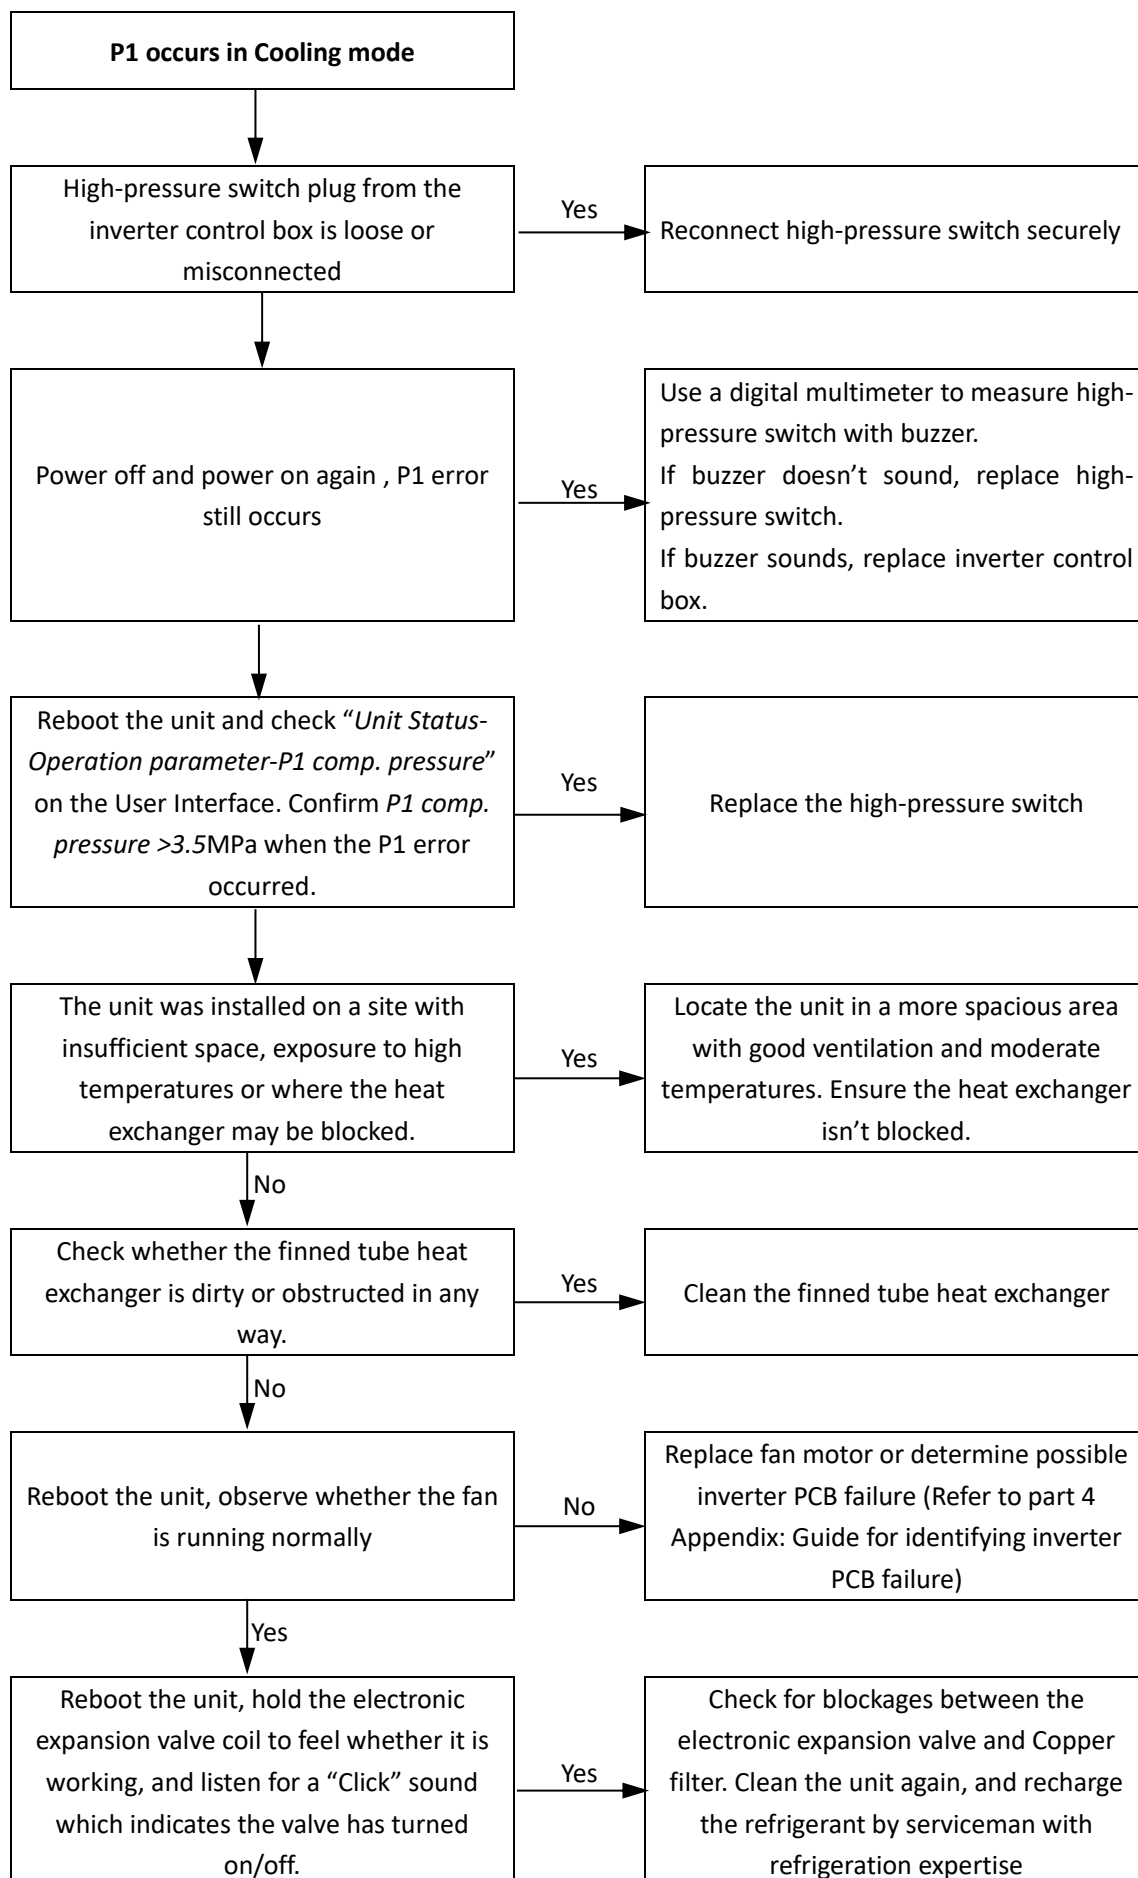 P1 occurs in Cooling mode
High-pressure switch plug from the
inverter control box is loose or
misconnected
Yes
Reconnect high-pressure switch securely
Power off and power on again , P1 error
still occurs
Yes
Use a digital multimeter to measure high-
pressure switch with buzzer.
If buzzer doesn’t sound, replace high-
pressure switch.
If buzzer sounds, replace inverter control
box.
Reboot the unit and check “Unit Status-
Operation parameter-P1 comp. pressure”
on the User Interface. Confirm P1 comp.
pressure >3.5MPa when the P1 error
occurred.
Yes
Replace the high-pressure switch
The unit was installed on a site with
insufficient space, exposure to high
temperatures or where the heat
exchanger may be blocked.
Yes
Locate the unit in a more spacious area
with good ventilation and moderate
temperatures. Ensure the heat exchanger
isn’t blocked.
No
Check whether the finned tube heat
exchanger is dirty or obstructed in any
way.
Yes
Clean the finned tube heat exchanger
No
Reboot the unit, observe whether the fan
is running normally
No
Replace fan motor or determine possible
inverter PCB failure (Refer to part 4
Appendix: Guide for identifying inverter
PCB failure)
Yes
Reboot the unit, hold the electronic
expansion valve coil to feel whether it is
working, and listen for a “Click” sound
which indicates the valve has turned
on/off.
Yes
Check for blockages between the
electronic expansion valve and Copper
filter. Clean the unit again, and recharge
the refrigerant by serviceman with
refrigeration expertise